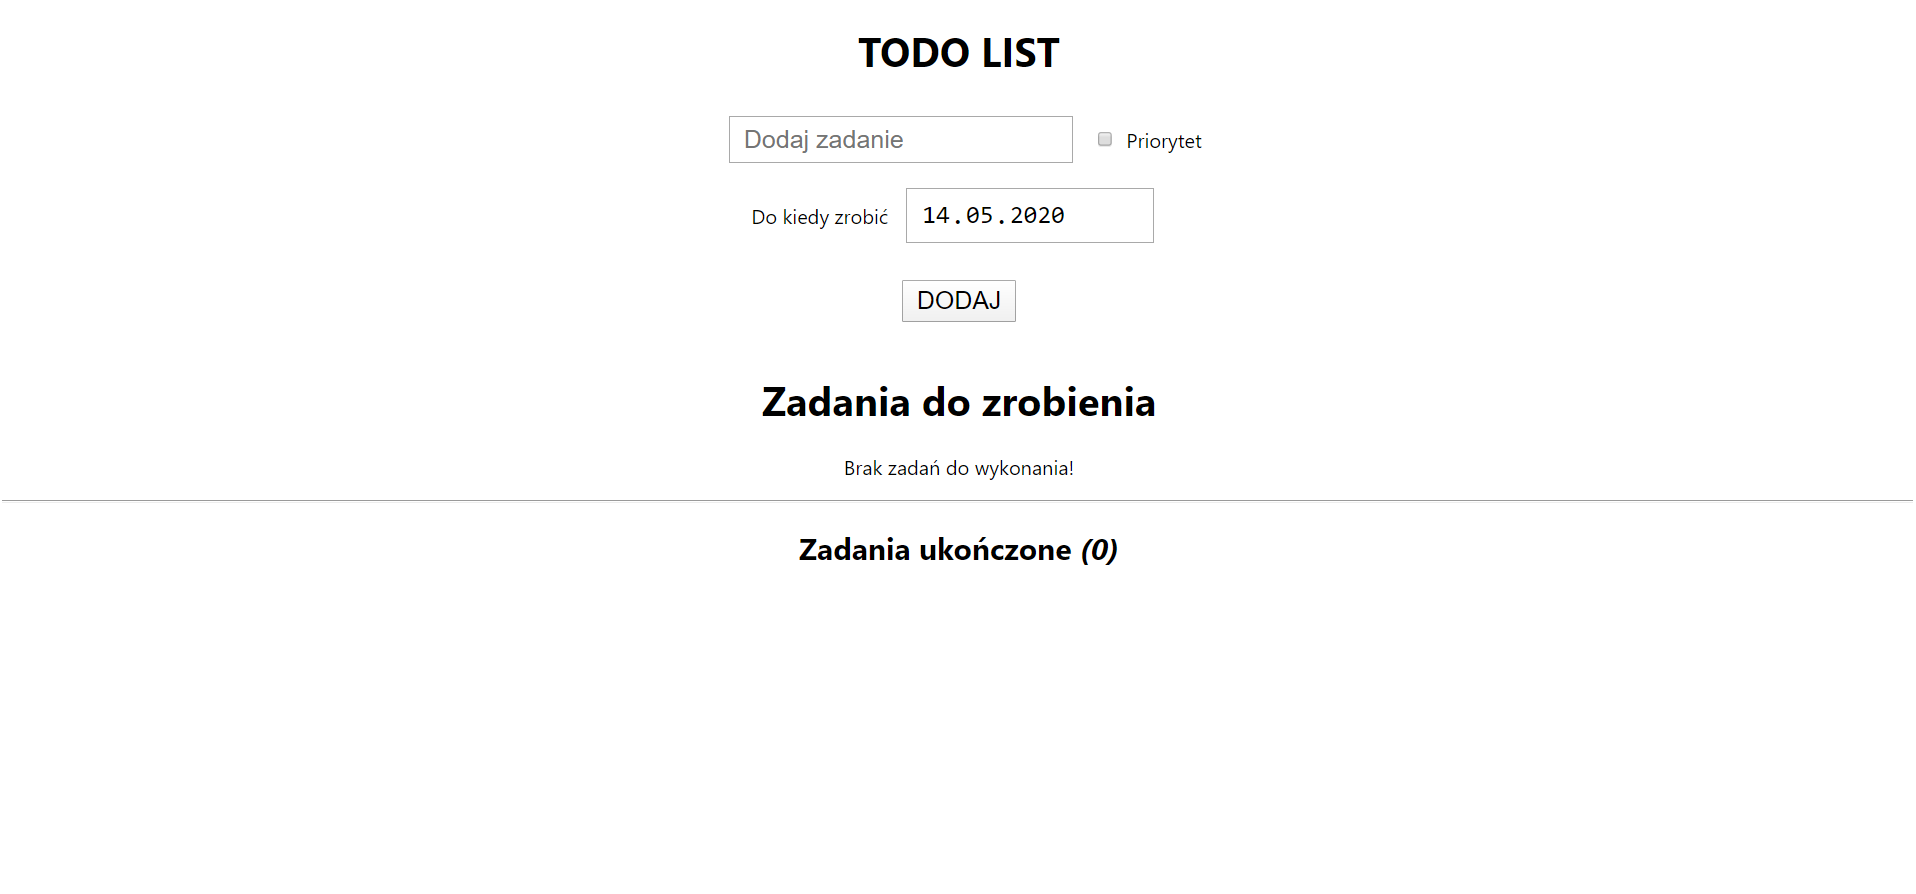 TODO LIST
Dodaj zadanie Priorytet
Do kiedy zrobić 14.05.2020
DODAJ
Zadania do zrobienia
Brak zadań do wykonania!
Zadania ukończone (0)